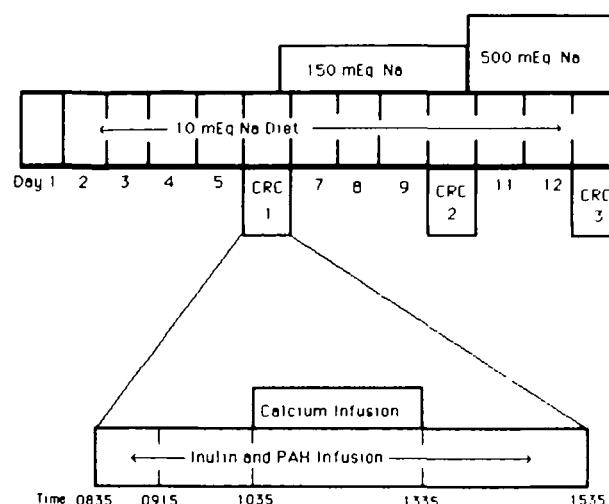 500 mEq Na
150 mEq Na
10 mEq Na Diet
Day 1 2 3 4 5 CRC 1 7 8 9 CRC 2 11 12 CRC 3
Calcium Infusion
Inulin and PAH Infusion
Time 0835 0915 1035 1335 1535